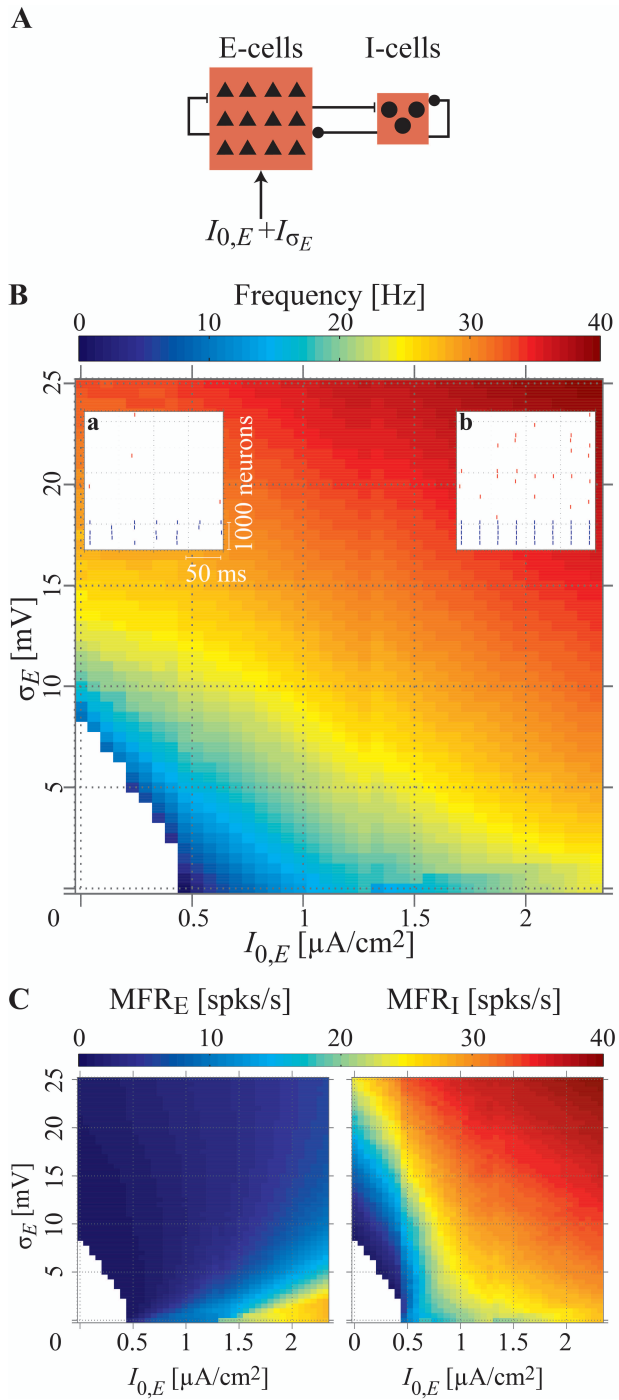 A
E-cells
I-cells
I0,E + IσE
B
Frequency [Hz]
0 10 20 30 40
25
a
b
20
1000 neurons
50 ms
15
σE [mV]
10
5
0 0.5 1 1.5 2
I0,E [µA/cm2]
C
MFRE [spks/s]
MFRI [spks/s]
0 10 20 30 40
25
20
15
σE [mV]
10
5
0 0.5 1 1.5 2
0 0.5 1 1.5 2
I0,E [µA/cm2]
I0,E [µA/cm2]